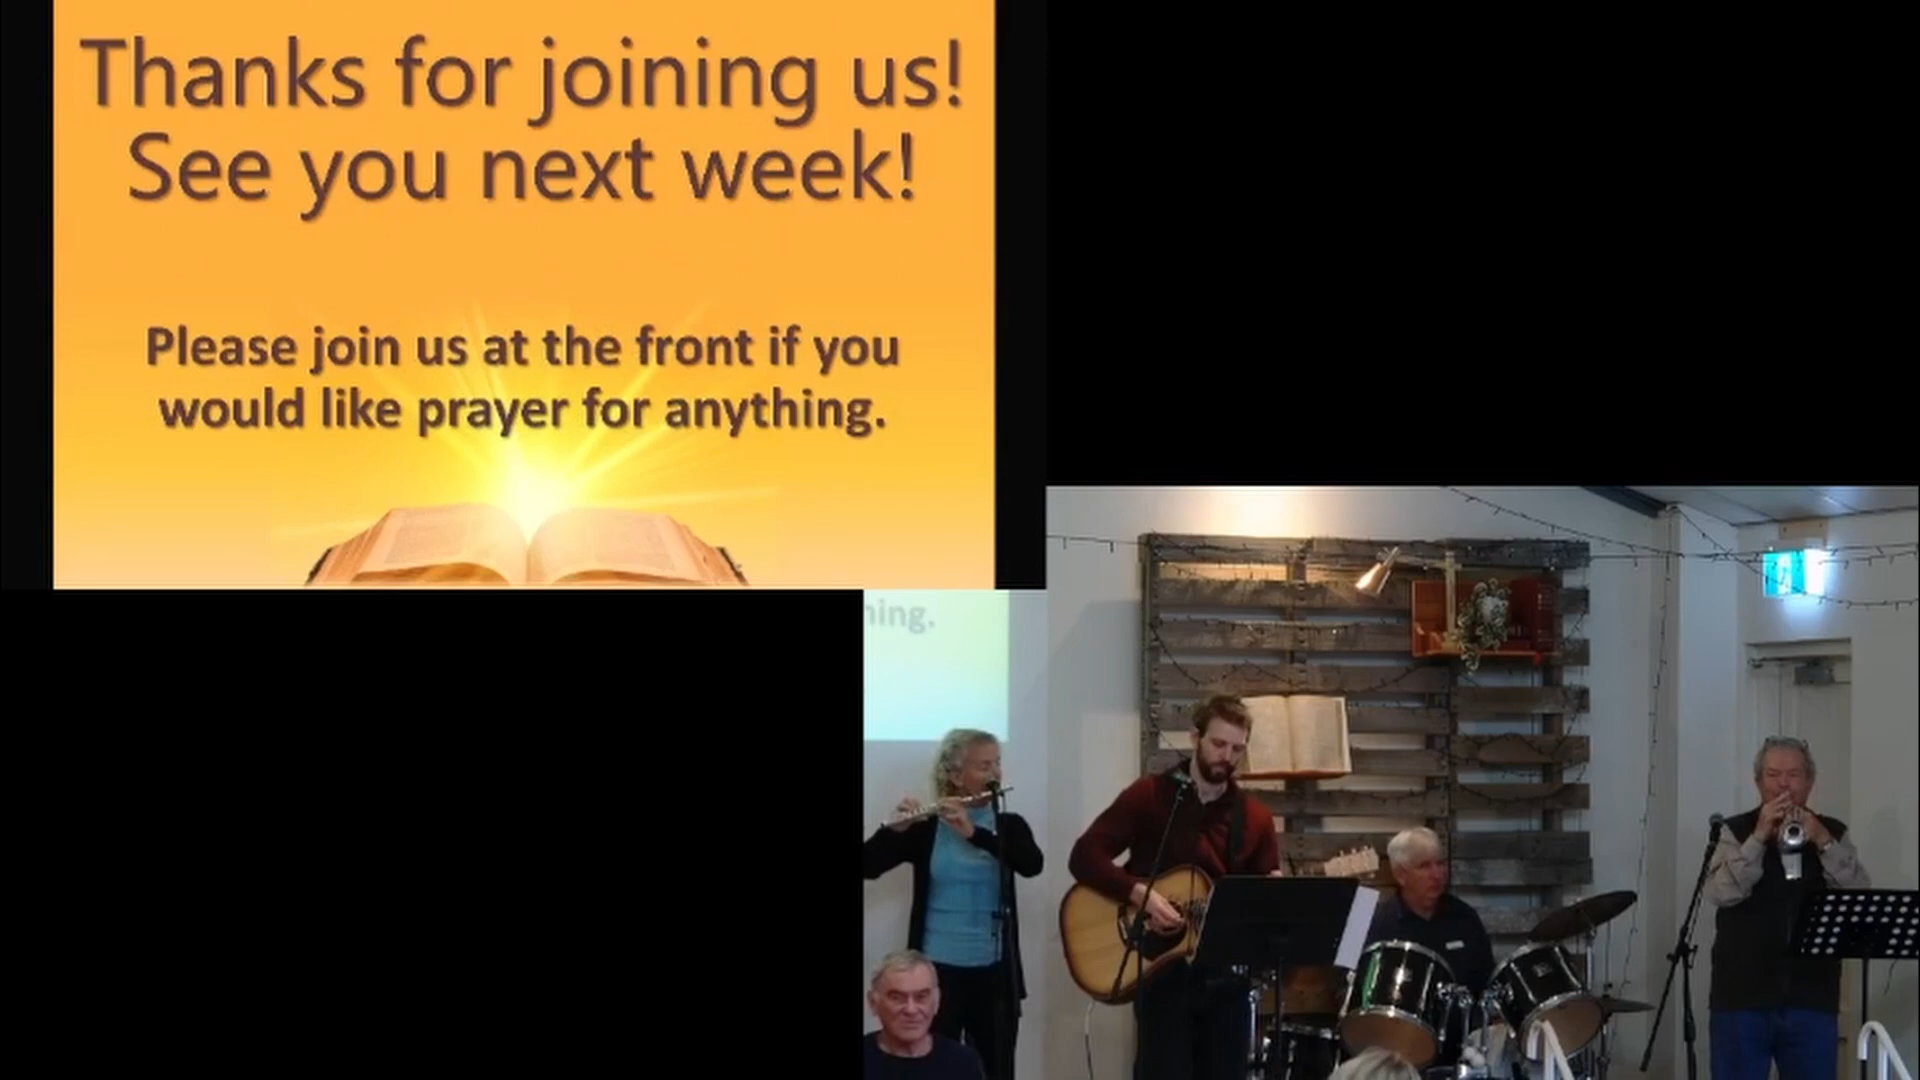 Thanks for joining us!
See you next week!
Please join us at the front if you
would like prayer for anything.
hing.